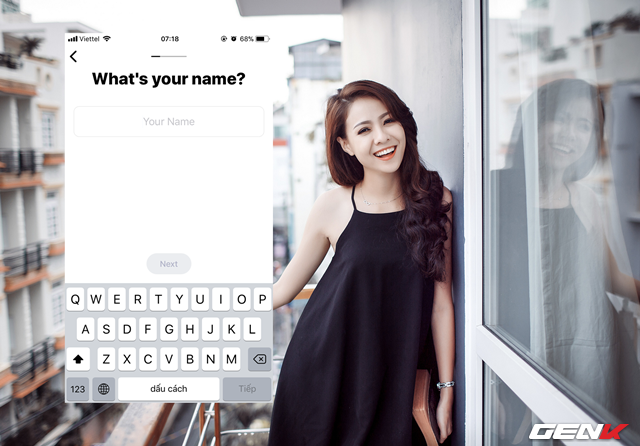 Viettel 07:18 68%
What's your name?
Your Name
Next
Q W E R T Y U I O P
A S D F G H J K L
Z X C V B N M
123 dấu cách Tiếp
GENK